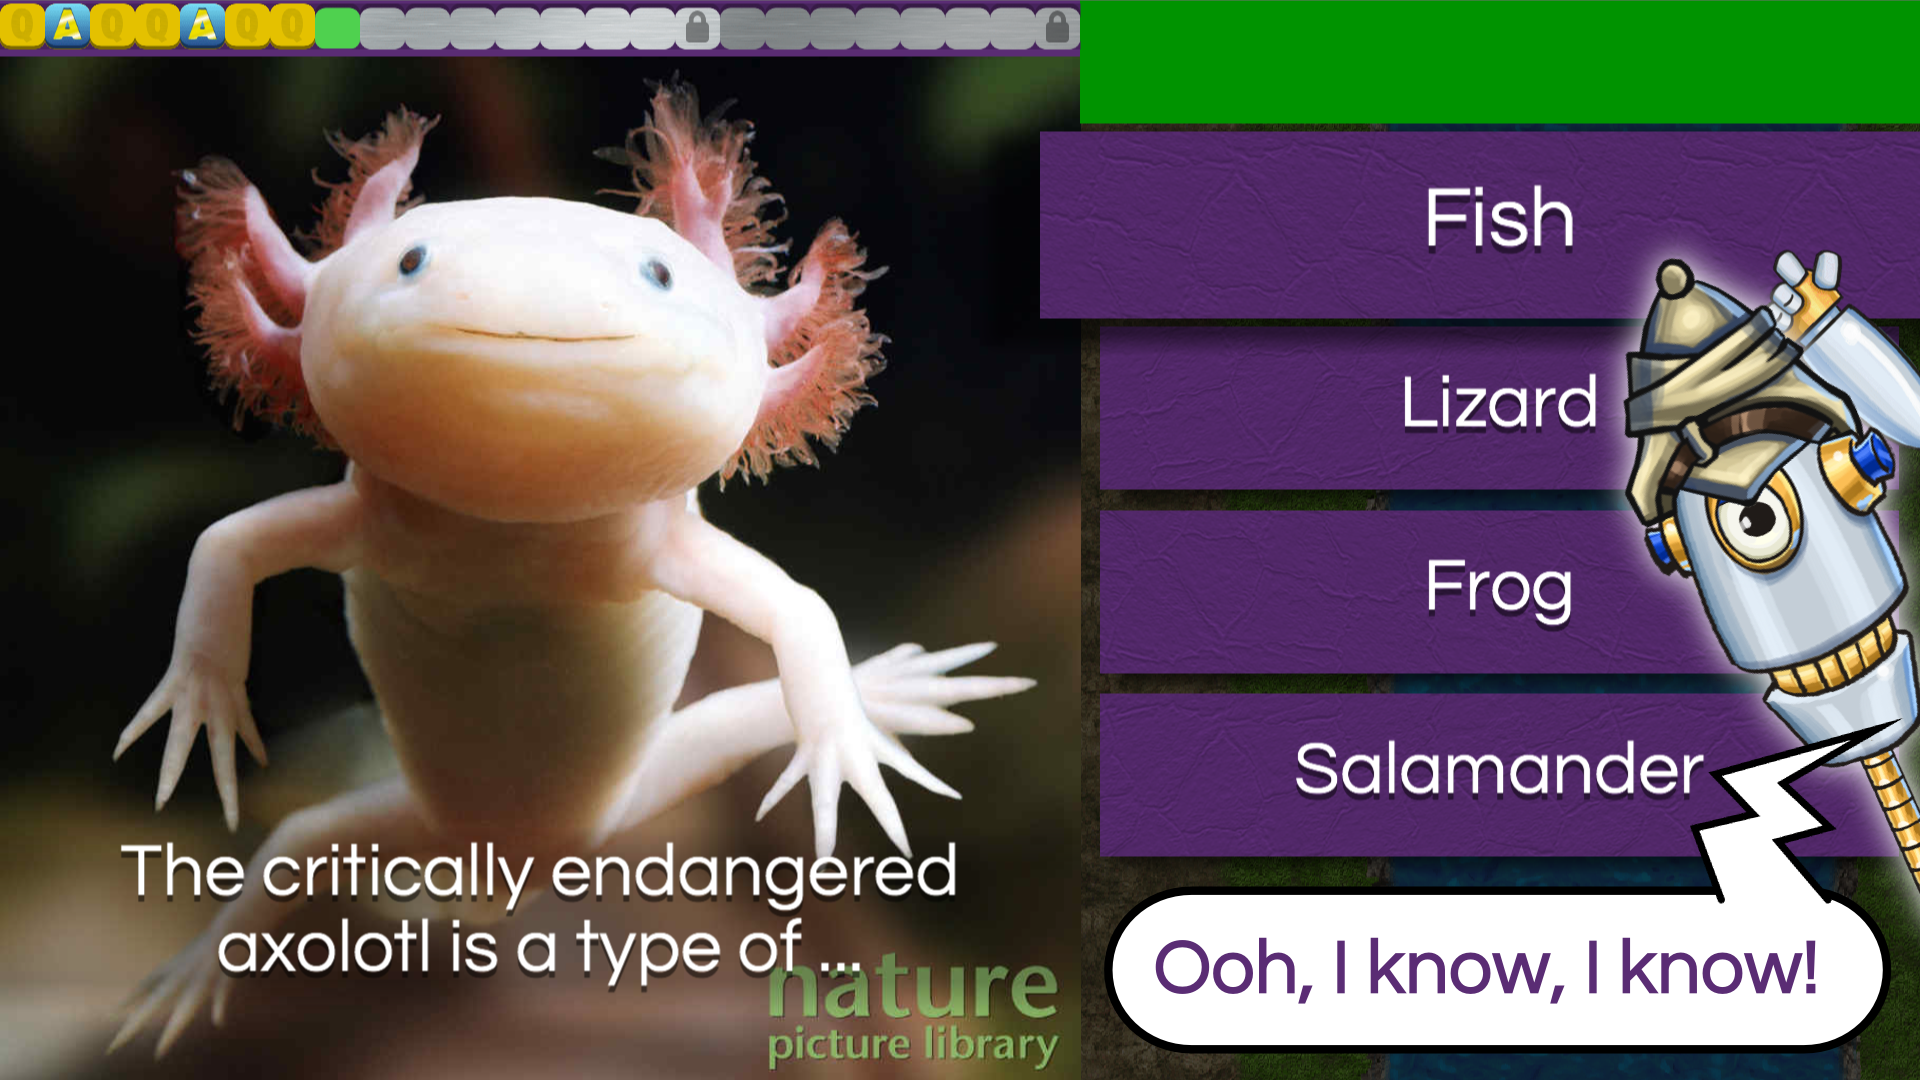 Q A Q Q A Q Q
Fish
Lizard
Frog
Salamander
The critically endangered
axolotl is a type of ...
nature
picture library
Ooh, I know, I know!